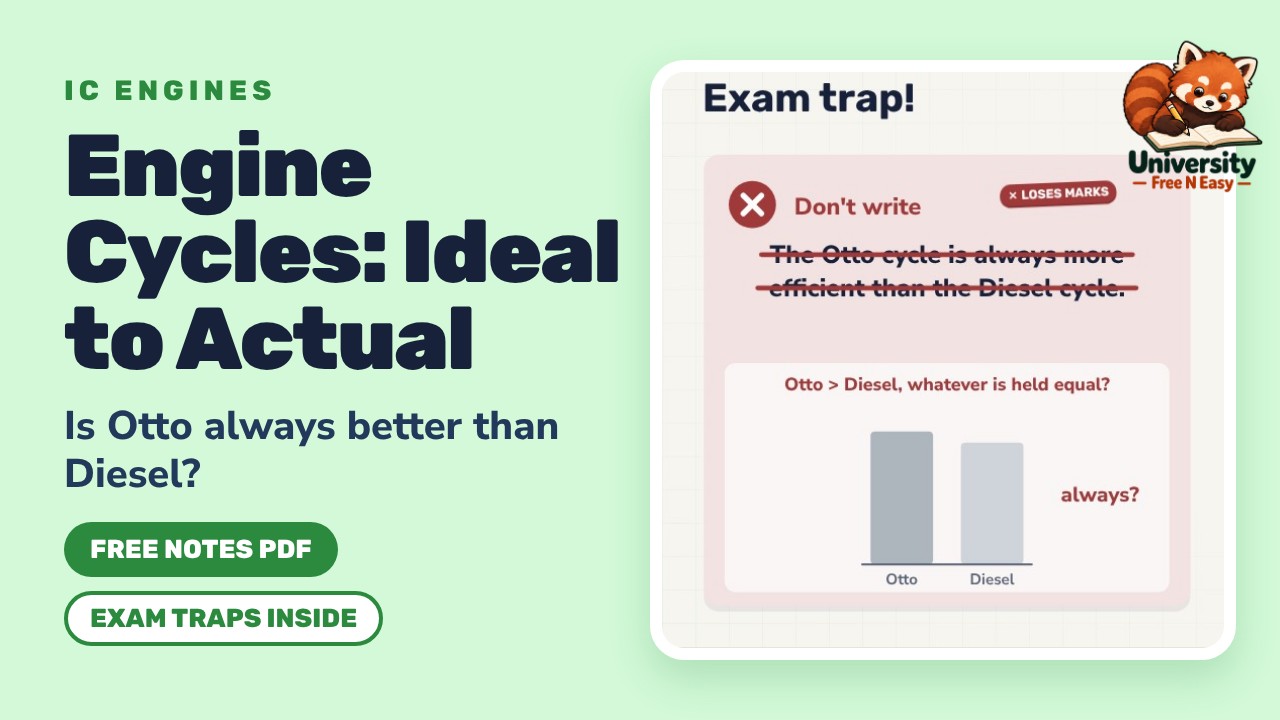 IC ENGINES
Engine
Cycles: Ideal
to Actual
Is Otto always better than
Diesel?
FREE NOTES PDF
EXAM TRAPS INSIDE
Exam trap!
Don't write
× LOSES MARKS
The Otto cycle is always more
efficient than the Diesel cycle.
Otto > Diesel, whatever is held equal?
always?
Otto
Diesel
University
Free N Easy